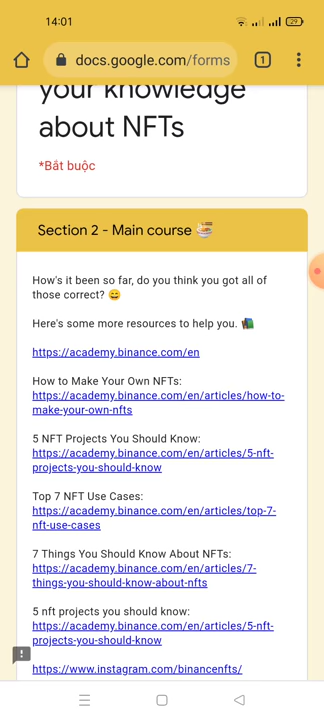 14:01
29
docs.google.com/forms
1
your knowledge
about NFTs
*Bắt buộc
Section 2 - Main course
How's it been so far, do you think you got all of
those correct? 😄
Here's some more resources to help you. 📚
https://academy.binance.com/en
How to Make Your Own NFTs:
https://academy.binance.com/en/articles/how-to-
make-your-own-nfts
5 NFT Projects You Should Know:
https://academy.binance.com/en/articles/5-nft-
projects-you-should-know
Top 7 NFT Use Cases:
https://academy.binance.com/en/articles/top-7-
nft-use-cases
7 Things You Should Know About NFTs:
https://academy.binance.com/en/articles/7-
things-you-should-know-about-nfts
5 nft projects you should know:
https://academy.binance.com/en/articles/5-nft-
projects-you-should-know
https://www.instagram.com/binancenfts/